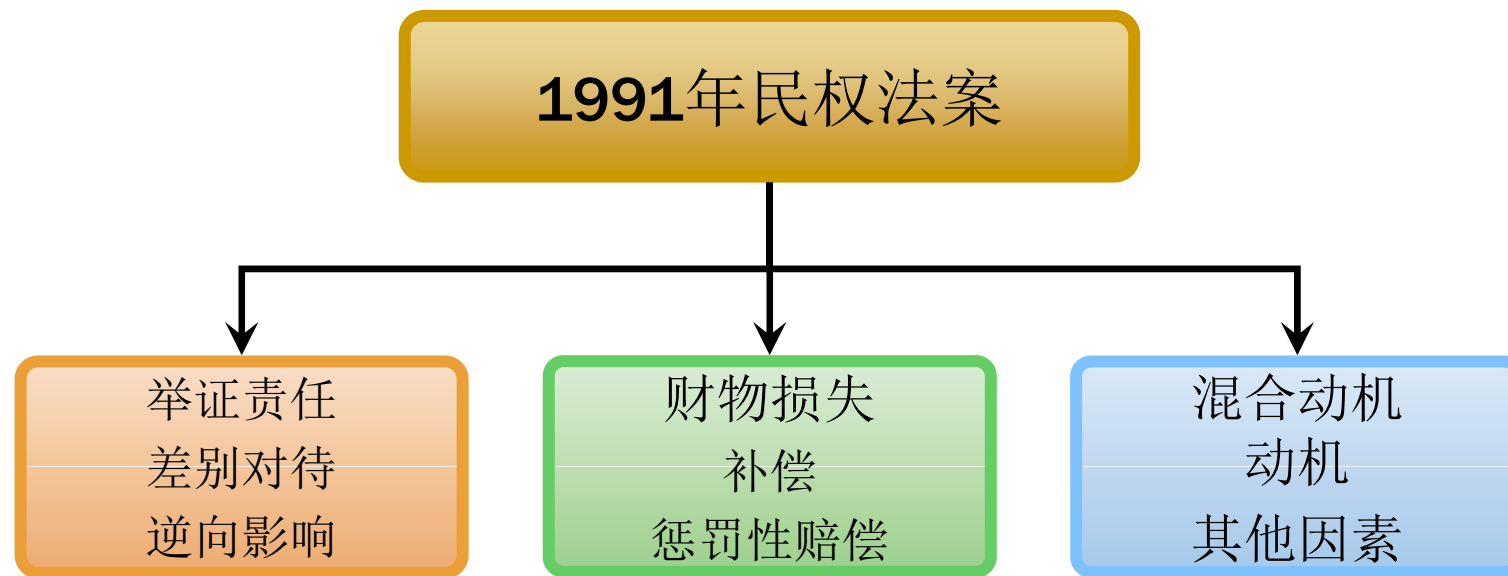 1991年民权法案
举证责任
差别对待
逆向影响
财物损失
补偿
惩罚性赔偿
混合动机
动机
其他因素